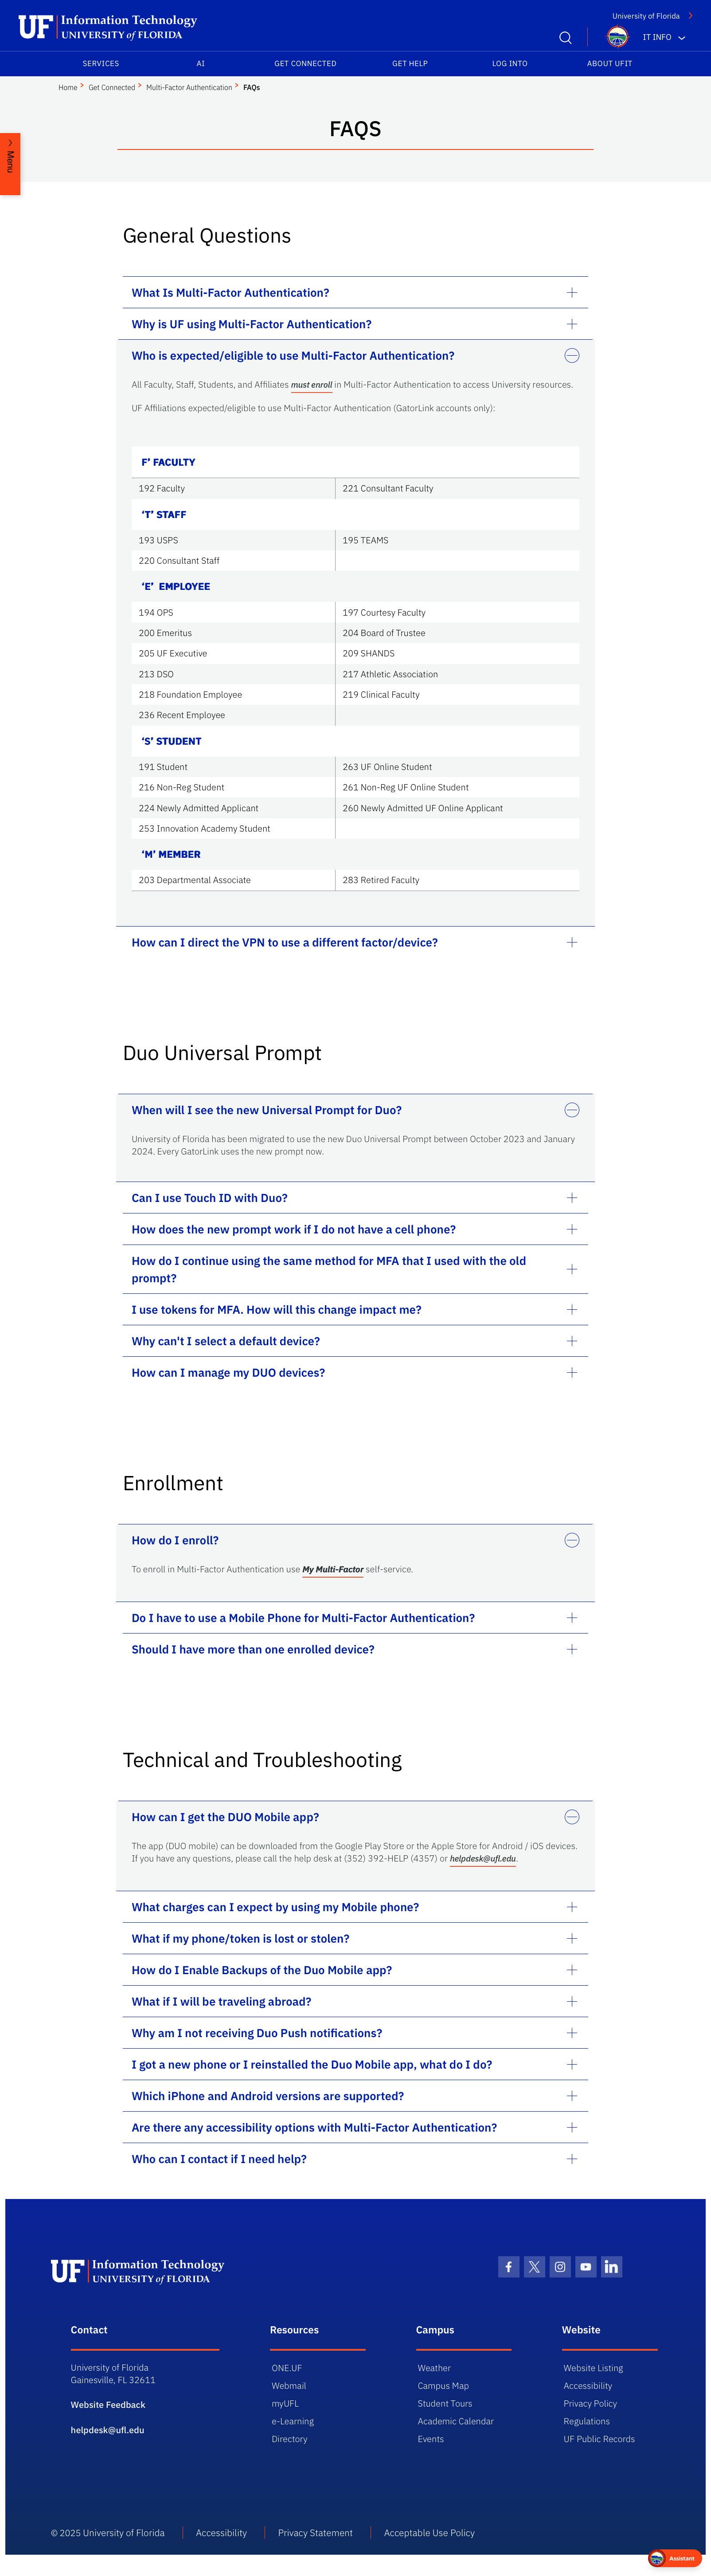 University of Florida
UF Information Technology
UNIVERSITY of FLORIDA
IT INFO
SERVICES AI GET CONNECTED GET HELP LOG INTO ABOUT UFIT
Home Get Connected Multi-Factor Authentication FAQs
FAQS
Menu
General Questions
What Is Multi-Factor Authentication?
Why is UF using Multi-Factor Authentication?
Who is expected/eligible to use Multi-Factor Authentication?
All Faculty, Staff, Students, and Affiliates must enroll in Multi-Factor Authentication to access University resources.
UF Affiliations expected/eligible to use Multi-Factor Authentication (GatorLink accounts only):
F’ FACULTY
192 Faculty 221 Consultant Faculty
‘T’ STAFF
193 USPS 195 TEAMS
220 Consultant Staff
‘E’ EMPLOYEE
194 OPS 197 Courtesy Faculty
200 Emeritus 204 Board of Trustee
205 UF Executive 209 SHANDS
213 DSO 217 Athletic Association
218 Foundation Employee 219 Clinical Faculty
236 Recent Employee
‘S’ STUDENT
191 Student 263 UF Online Student
216 Non-Reg Student 261 Non-Reg UF Online Student
224 Newly Admitted Applicant 260 Newly Admitted UF Online Applicant
253 Innovation Academy Student
‘M’ MEMBER
203 Departmental Associate 283 Retired Faculty
How can I direct the VPN to use a different factor/device?
Duo Universal Prompt
When will I see the new Universal Prompt for Duo?
University of Florida has been migrated to use the new Duo Universal Prompt between October 2023 and January
2024. Every GatorLink uses the new prompt now.
Can I use Touch ID with Duo?
How does the new prompt work if I do not have a cell phone?
How do I continue using the same method for MFA that I used with the old
prompt?
I use tokens for MFA. How will this change impact me?
Why can't I select a default device?
How can I manage my DUO devices?
Enrollment
How do I enroll?
To enroll in Multi-Factor Authentication use My Multi-Factor self-service.
Do I have to use a Mobile Phone for Multi-Factor Authentication?
Should I have more than one enrolled device?
Technical and Troubleshooting
How can I get the DUO Mobile app?
The app (DUO mobile) can be downloaded from the Google Play Store or the Apple Store for Android / iOS devices.
If you have any questions, please call the help desk at (352) 392-HELP (4357) or helpdesk@ufl.edu.
What charges can I expect by using my Mobile phone?
What if my phone/token is lost or stolen?
How do I Enable Backups of the Duo Mobile app?
What if I will be traveling abroad?
Why am I not receiving Duo Push notifications?
I got a new phone or I reinstalled the Duo Mobile app, what do I do?
Which iPhone and Android versions are supported?
Are there any accessibility options with Multi-Factor Authentication?
Who can I contact if I need help?
UF Information Technology
UNIVERSITY of FLORIDA
Contact
University of Florida
Gainesville, FL 32611
Website Feedback
helpdesk@ufl.edu
Resources
ONE.UF
Webmail
myUFL
e-Learning
Directory
Campus
Weather
Campus Map
Student Tours
Academic Calendar
Events
Website
Website Listing
Accessibility
Privacy Policy
Regulations
UF Public Records
© 2025 University of Florida Accessibility Privacy Statement Acceptable Use Policy
Assistant